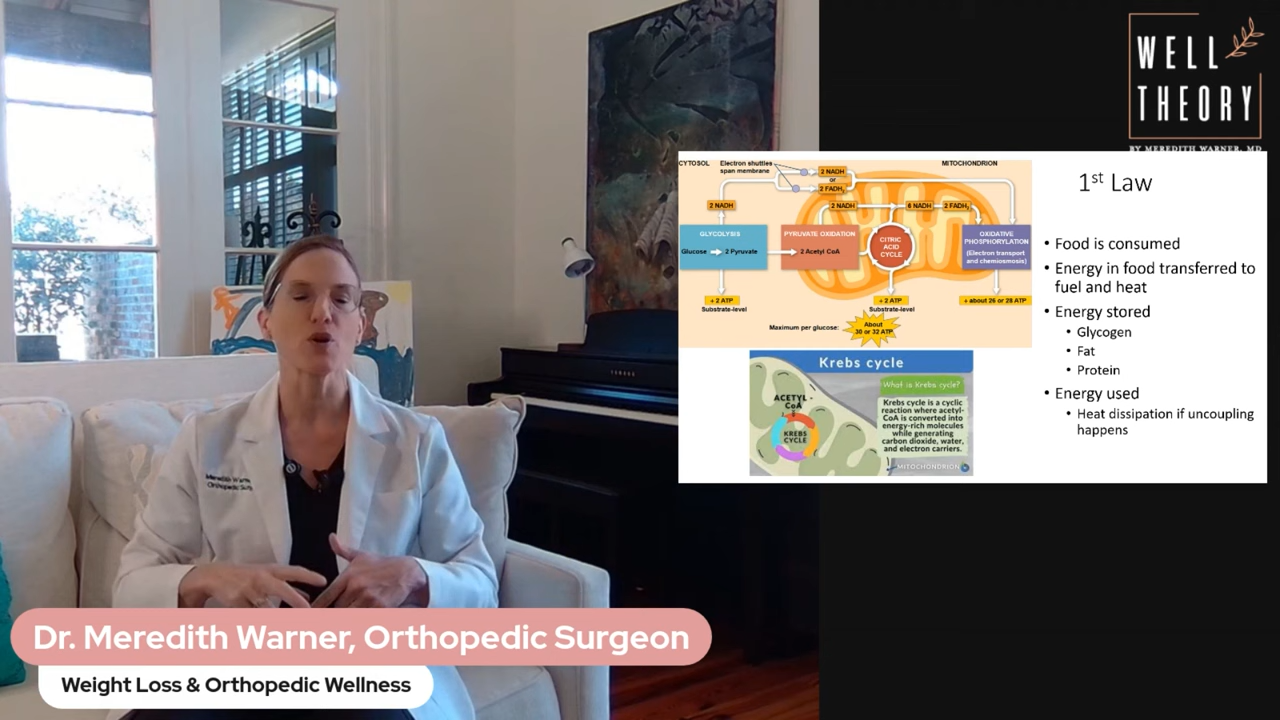 WELL
THEORY
BY MEREDITH WARNER, MD
CYTOSOL
Electron shuttles
span membrane
MITOCHONDRION
2 NADH
or
2 FADH₂
2 NADH
2 NADH
6 NADH
2 FADH₂
GLYCOLYSIS
Glucose
2 Pyruvate
PYRUVATE OXIDATION
2 Acetyl CoA
CITRIC
ACID
CYCLE
OXIDATIVE
PHOSPHORYLATION
(Electron transport
and chemiosmosis)
+ 2 ATP
Substrate-level
+ 2 ATP
Substrate-level
+ about 26 or 28 ATP
Maximum per glucose:
About
30 or 32 ATP
Krebs cycle
What is Krebs cycle?
ACETYL -
CoA
KREBS
CYCLE
Krebs cycle is a cyclic
reaction where acetyl-
CoA is converted into
energy-rich molecules
while generating
carbon dioxide, water,
and electron carriers.
MITOCHONDRION
1st Law
• Food is consumed
• Energy in food transferred to
fuel and heat
• Energy stored
• Glycogen
• Fat
• Protein
• Energy used
• Heat dissipation if uncoupling
happens
YAMAHA
Meredith Warner
Orthopedic Surg
Dr. Meredith Warner, Orthopedic Surgeon
Weight Loss & Orthopedic Wellness